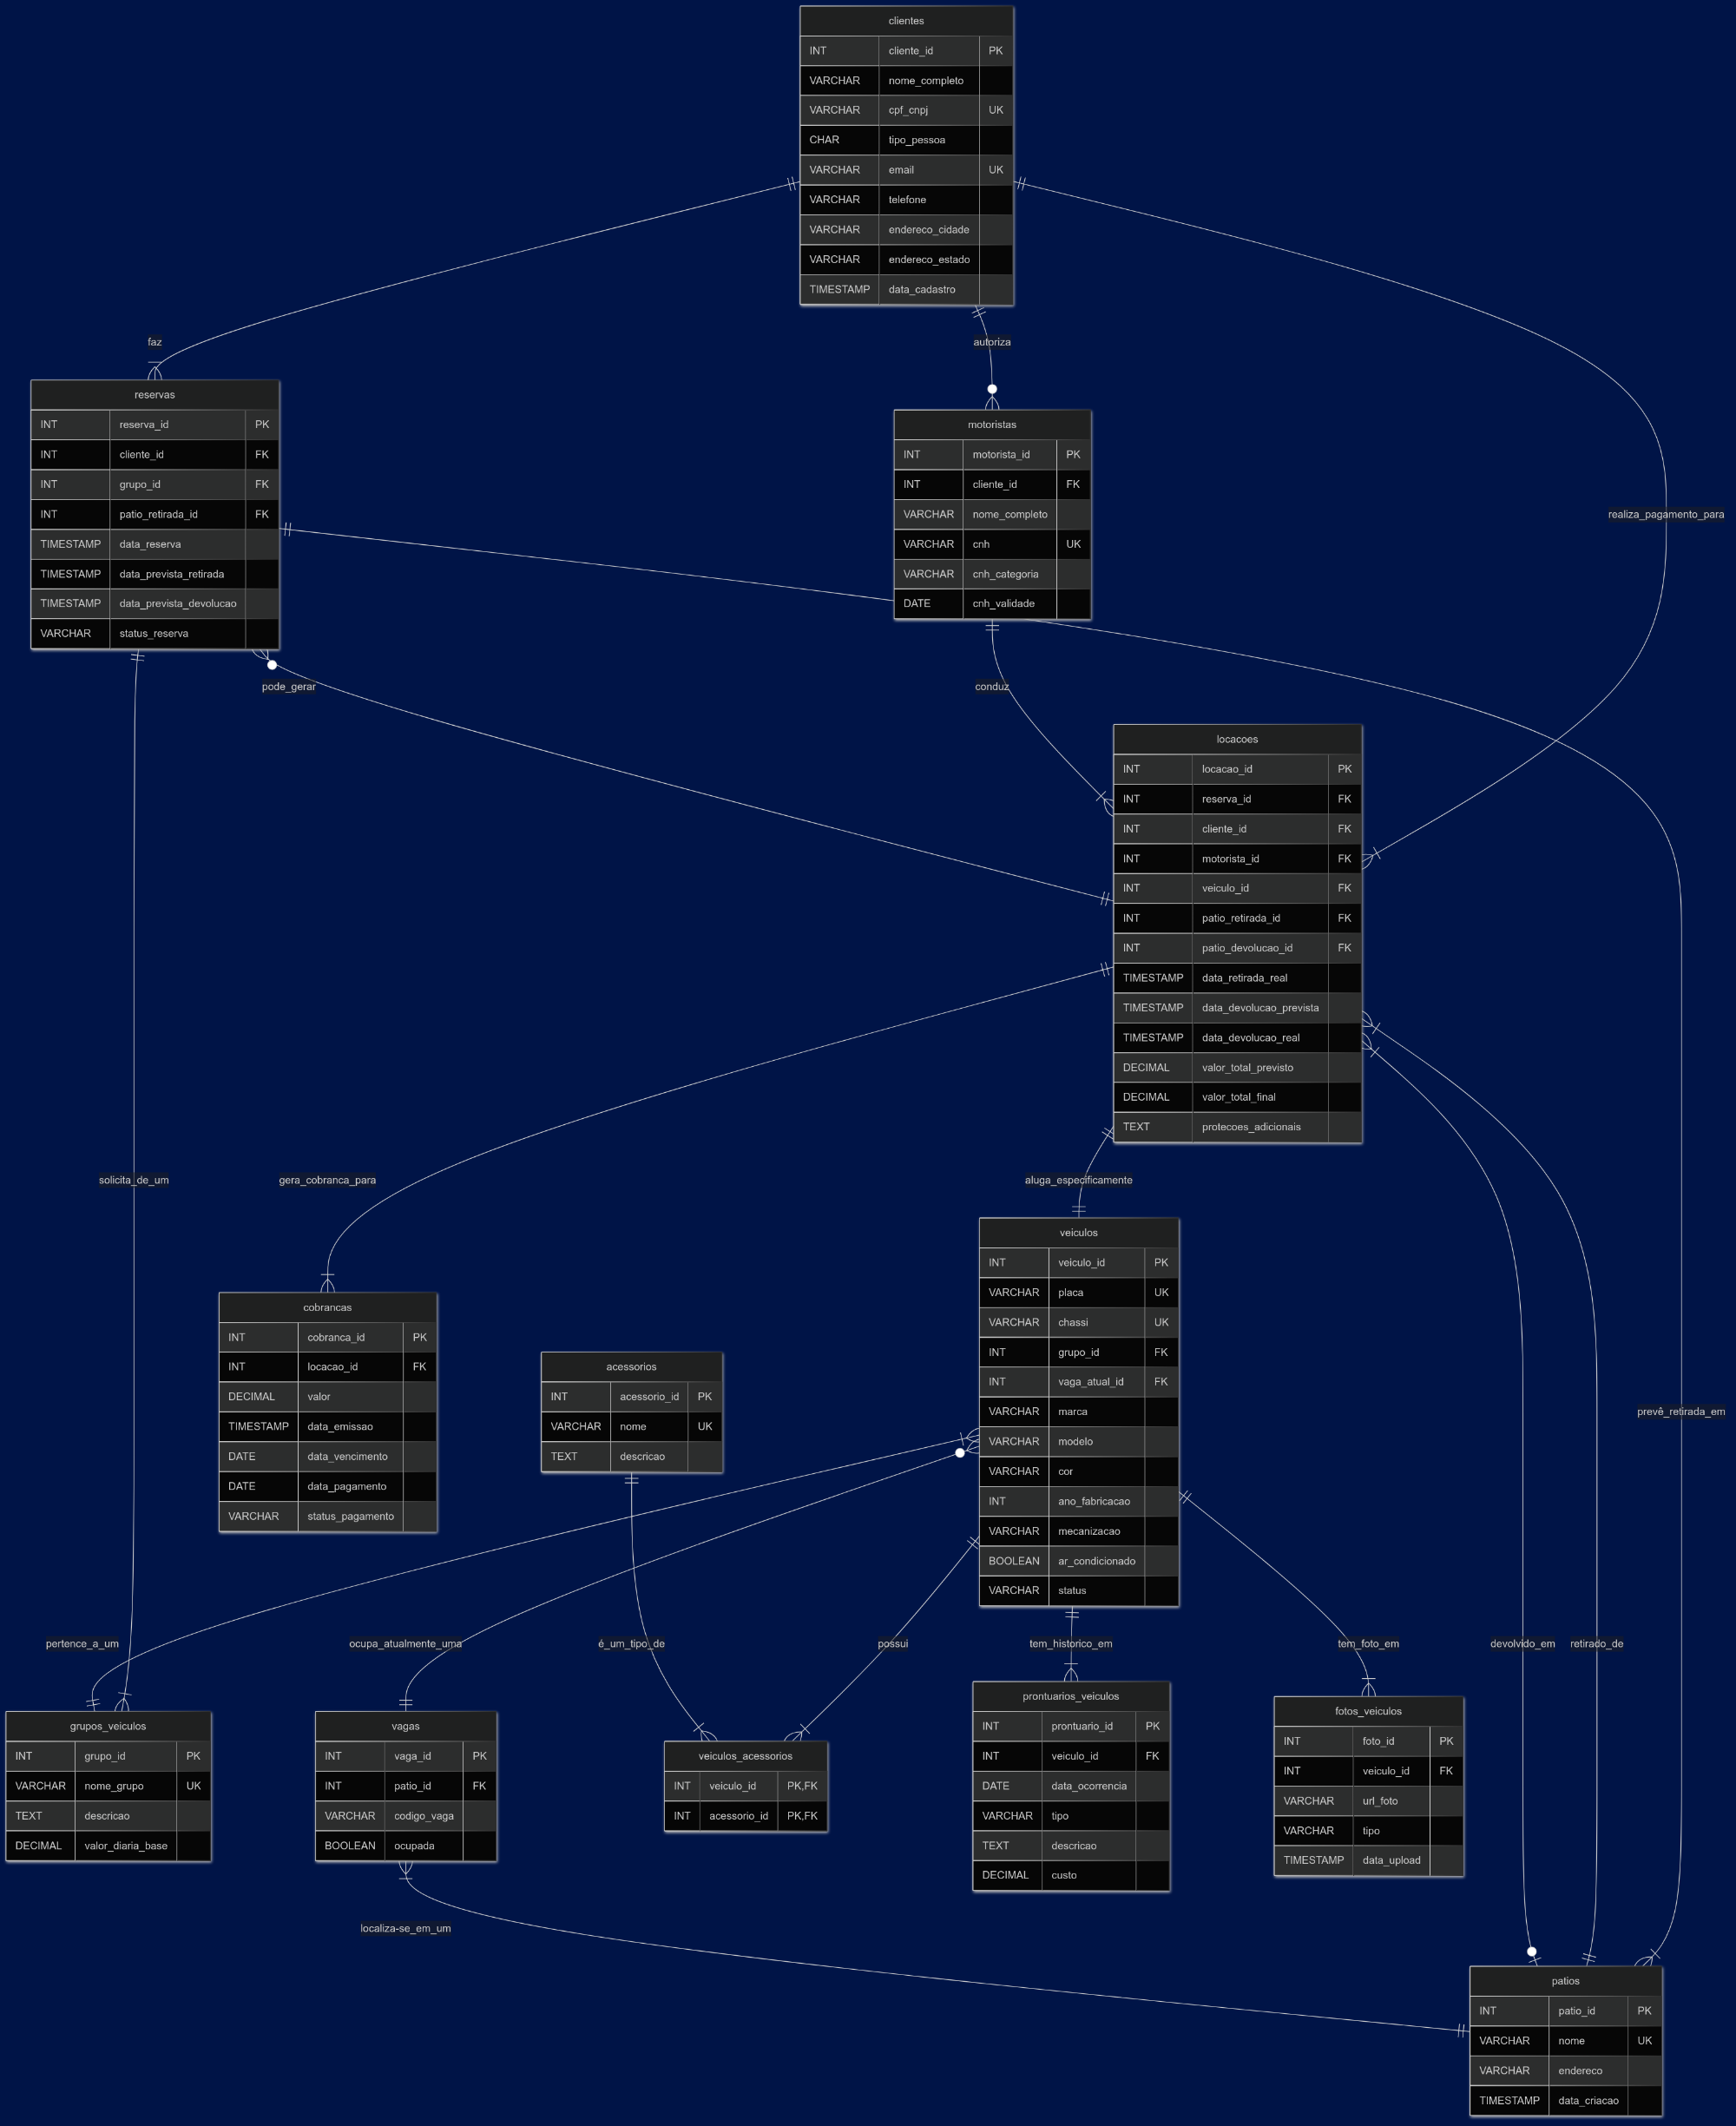 clientes
INT cliente_id PK
VARCHAR nome_completo
VARCHAR cpf_cnpj UK
CHAR tipo_pessoa
VARCHAR email UK
VARCHAR telefone
VARCHAR endereco_cidade
VARCHAR endereco_estado
TIMESTAMP data_cadastro
faz
autoriza
realiza_pagamento_para
reservas
INT reserva_id PK
INT cliente_id FK
INT grupo_id FK
INT patio_retirada_id FK
TIMESTAMP data_reserva
TIMESTAMP data_prevista_retirada
TIMESTAMP data_prevista_devolucao
VARCHAR status_reserva
motoristas
INT motorista_id PK
INT cliente_id FK
VARCHAR nome_completo
VARCHAR cnh UK
VARCHAR cnh_categoria
DATE cnh_validade
pode_gerar
conduz
locacoes
INT locacao_id PK
INT reserva_id FK
INT cliente_id FK
INT motorista_id FK
INT veiculo_id FK
INT patio_retirada_id FK
INT patio_devolucao_id FK
TIMESTAMP data_retirada_real
TIMESTAMP data_devolucao_prevista
TIMESTAMP data_devolucao_real
DECIMAL valor_total_previsto
DECIMAL valor_total_final
TEXT protecoes_adicionais
solicita_de_um
gera_cobranca_para
aluga_especificamente
prevê_retirada_em
cobrancas
INT cobranca_id PK
INT locacao_id FK
DECIMAL valor
TIMESTAMP data_emissao
DATE data_vencimento
DATE data_pagamento
VARCHAR status_pagamento
acessorios
INT acessorio_id PK
VARCHAR nome UK
TEXT descricao
veiculos
INT veiculo_id PK
VARCHAR placa UK
VARCHAR chassi UK
INT grupo_id FK
INT vaga_atual_id FK
VARCHAR marca
VARCHAR modelo
VARCHAR cor
INT ano_fabricacao
VARCHAR mecanizacao
BOOLEAN ar_condicionado
VARCHAR status
pertence_a_um
ocupa_atualmente_uma
é_um_tipo_de
possui
tem_historico_em
tem_foto_em
devolvido_em
retirado_de
grupos_veiculos
INT grupo_id PK
VARCHAR nome_grupo UK
TEXT descricao
DECIMAL valor_diaria_base
vagas
INT vaga_id PK
INT patio_id FK
VARCHAR codigo_vaga
BOOLEAN ocupada
veiculos_acessorios
INT veiculo_id PK,FK
INT acessorio_id PK,FK
prontuarios_veiculos
INT prontuario_id PK
INT veiculo_id FK
DATE data_ocorrencia
VARCHAR tipo
TEXT descricao
DECIMAL custo
fotos_veiculos
INT foto_id PK
INT veiculo_id FK
VARCHAR url_foto
VARCHAR tipo
TIMESTAMP data_upload
localiza-se_em_um
patios
INT patio_id PK
VARCHAR nome UK
VARCHAR endereco
TIMESTAMP data_criacao